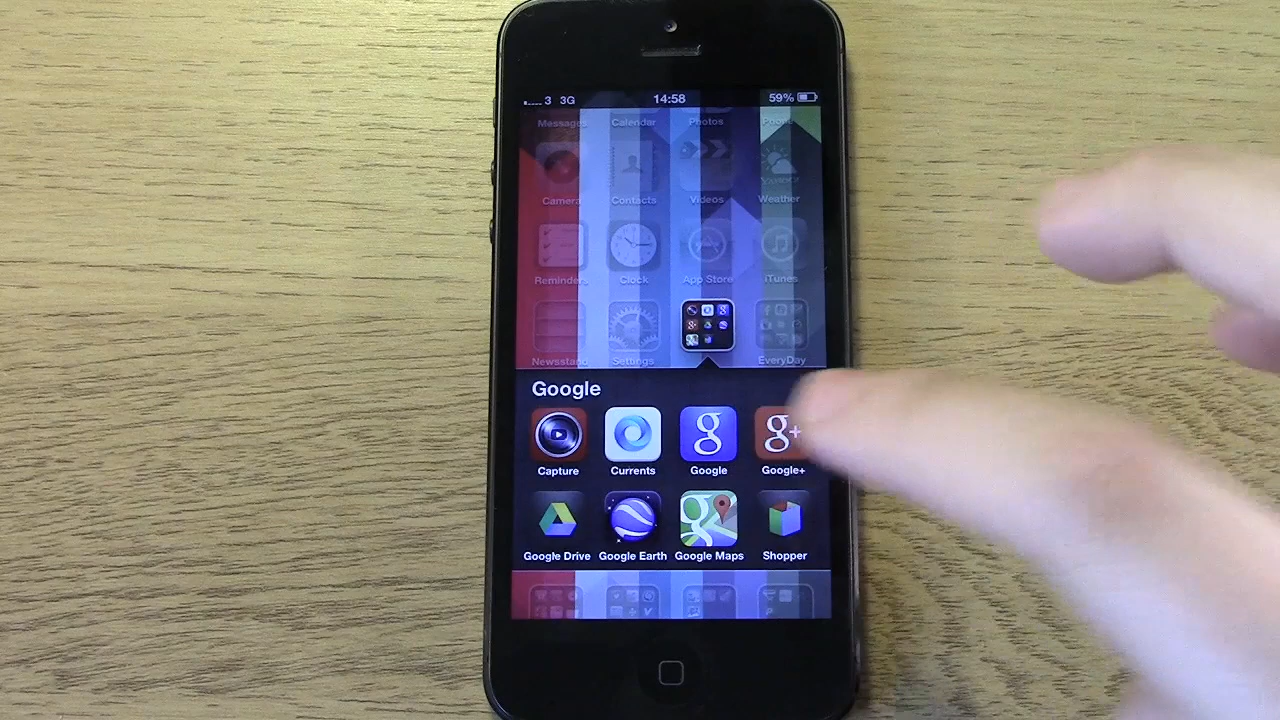 3 3G 14:58 59%
Messages Calendar Photos Phone
Camera Contacts Videos Weather
Reminders Clock App Store iTunes
Newsstand Settings EveryDay
Google
g+
Capture Currents Google Google+
Google Drive Google Earth Google Maps Shopper